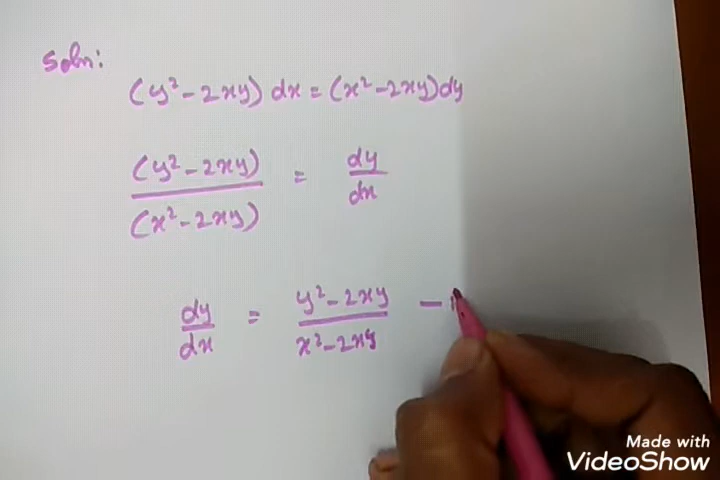 Soln:
(y² - 2xy) dx = (x² - 2xy) dy
(y² - 2xy) / (x² - 2xy) = dy/dx
dy/dx = y² - 2xy / x² - 2xy —
Made with
VideoShow